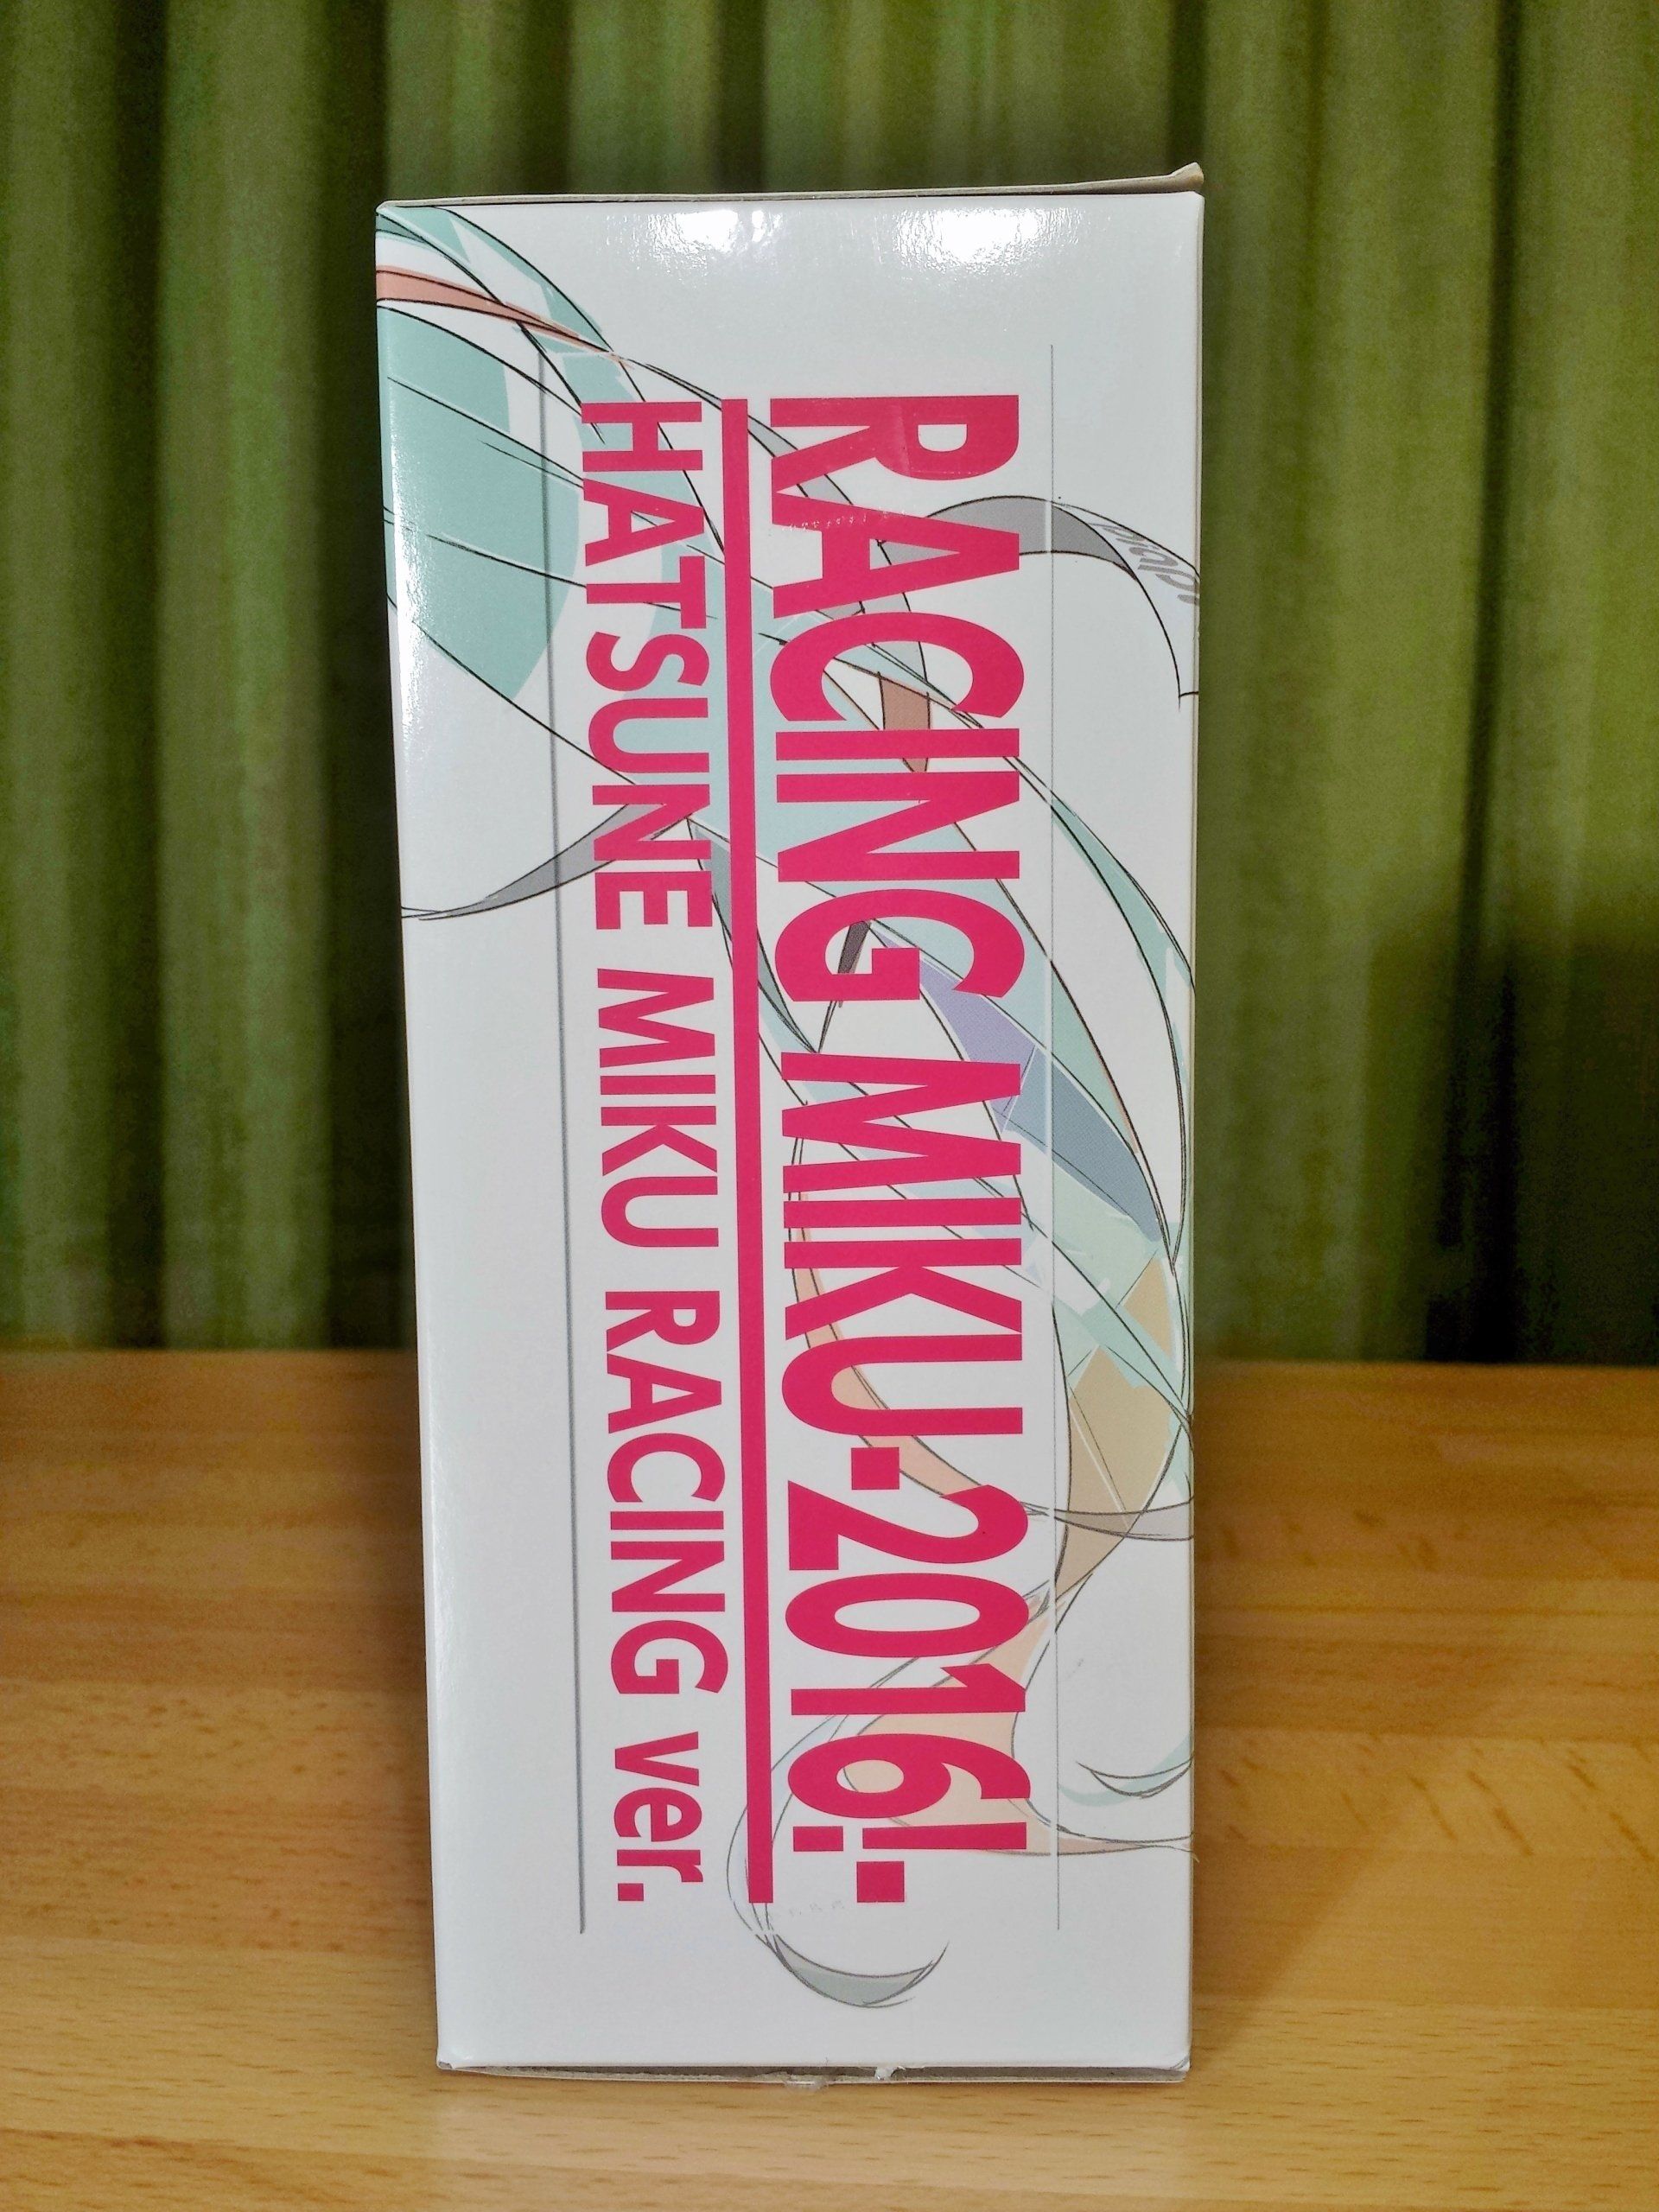 RACING MIKU-2016!-
HATSUNE MIKU RACING ver.